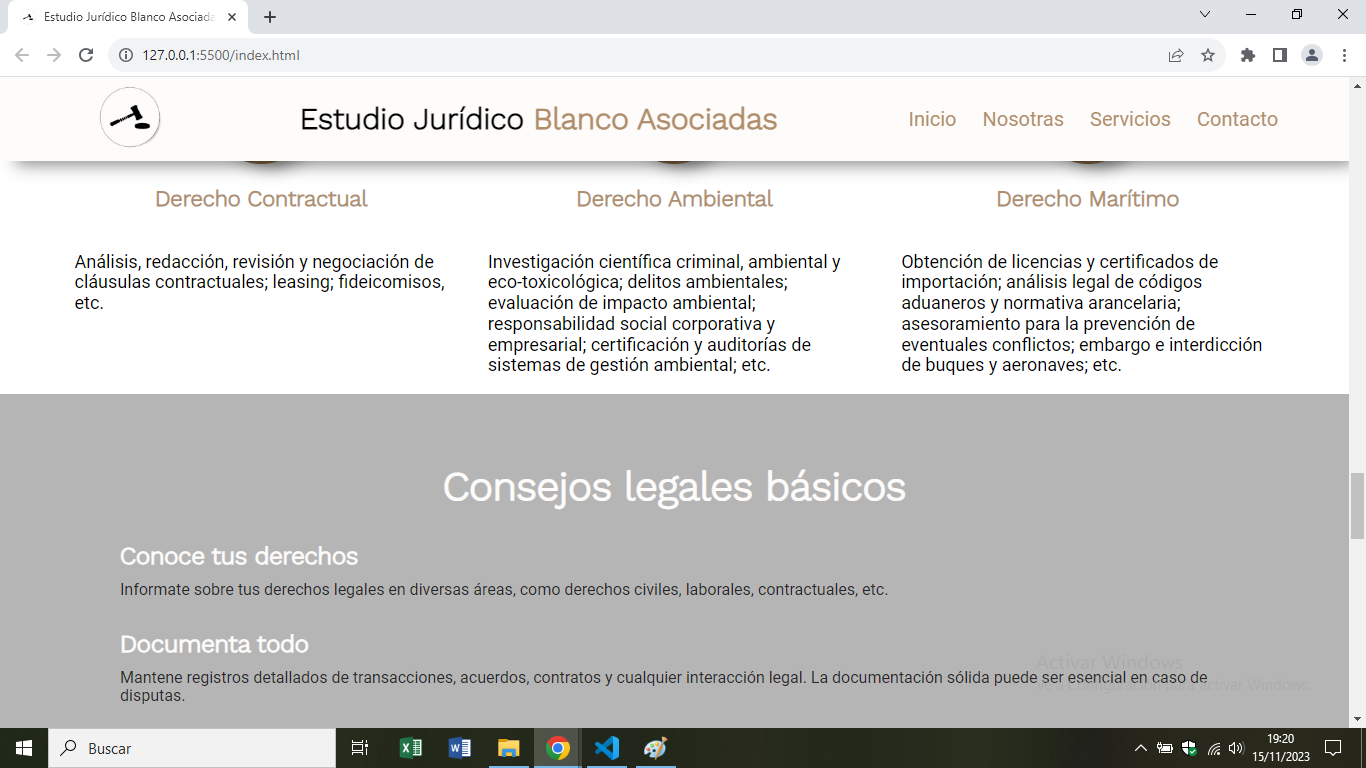 Estudio Jurídico Blanco Asociada
127.0.0.1:5500/index.html
Estudio Jurídico Blanco Asociadas
Inicio Nosotras Servicios Contacto
Derecho Contractual
Análisis, redacción, revisión y negociación de
cláusulas contractuales; leasing; fideicomisos,
etc.
Derecho Ambiental
Investigación científica criminal, ambiental y
eco-toxicológica; delitos ambientales;
evaluación de impacto ambiental;
responsabilidad social corporativa y
empresarial; certificación y auditorías de
sistemas de gestión ambiental; etc.
Derecho Marítimo
Obtención de licencias y certificados de
importación; análisis legal de códigos
aduaneros y normativa arancelaria;
asesoramiento para la prevención de
eventuales conflictos; embargo e interdicción
de buques y aeronaves; etc.
Consejos legales básicos
Conoce tus derechos
Informate sobre tus derechos legales en diversas áreas, como derechos civiles, laborales, contractuales, etc.
Documenta todo
Mantene registros detallados de transacciones, acuerdos, contratos y cualquier interacción legal. La documentación sólida puede ser esencial en caso de
disputas.
Activar Windows
Ve a Configuración para activar Windows.
Buscar
19:20
15/11/2023